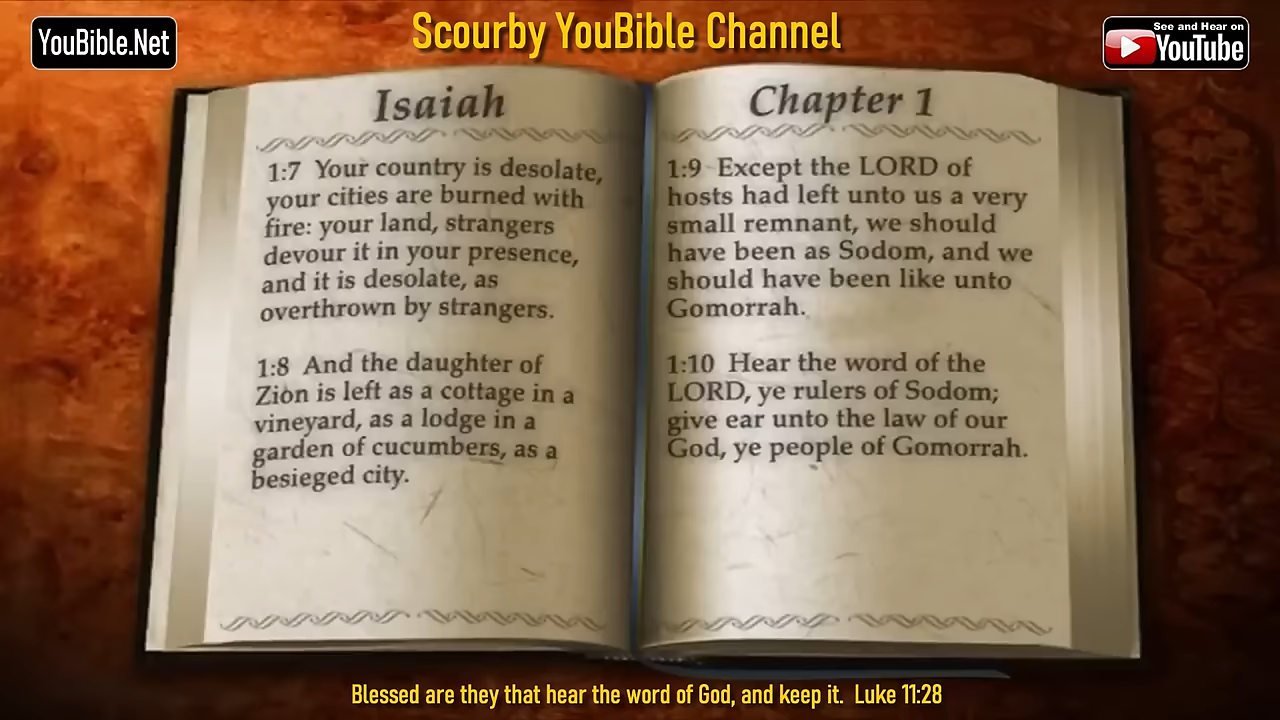 YouBible.Net
Scourby YouBible Channel
See and Hear on
YouTube
Isaiah
1:7 Your country is desolate,
your cities are burned with
fire: your land, strangers
devour it in your presence,
and it is desolate, as
overthrown by strangers.
1:8 And the daughter of
Zion is left as a cottage in a
vineyard, as a lodge in a
garden of cucumbers, as a
besieged city.
Chapter 1
1:9 Except the LORD of
hosts had left unto us a very
small remnant, we should
have been as Sodom, and we
should have been like unto
Gomorrah.
1:10 Hear the word of the
LORD, ye rulers of Sodom;
give ear unto the law of our
God, ye people of Gomorrah.
Blessed are they that hear the word of God, and keep it. Luke 11:28